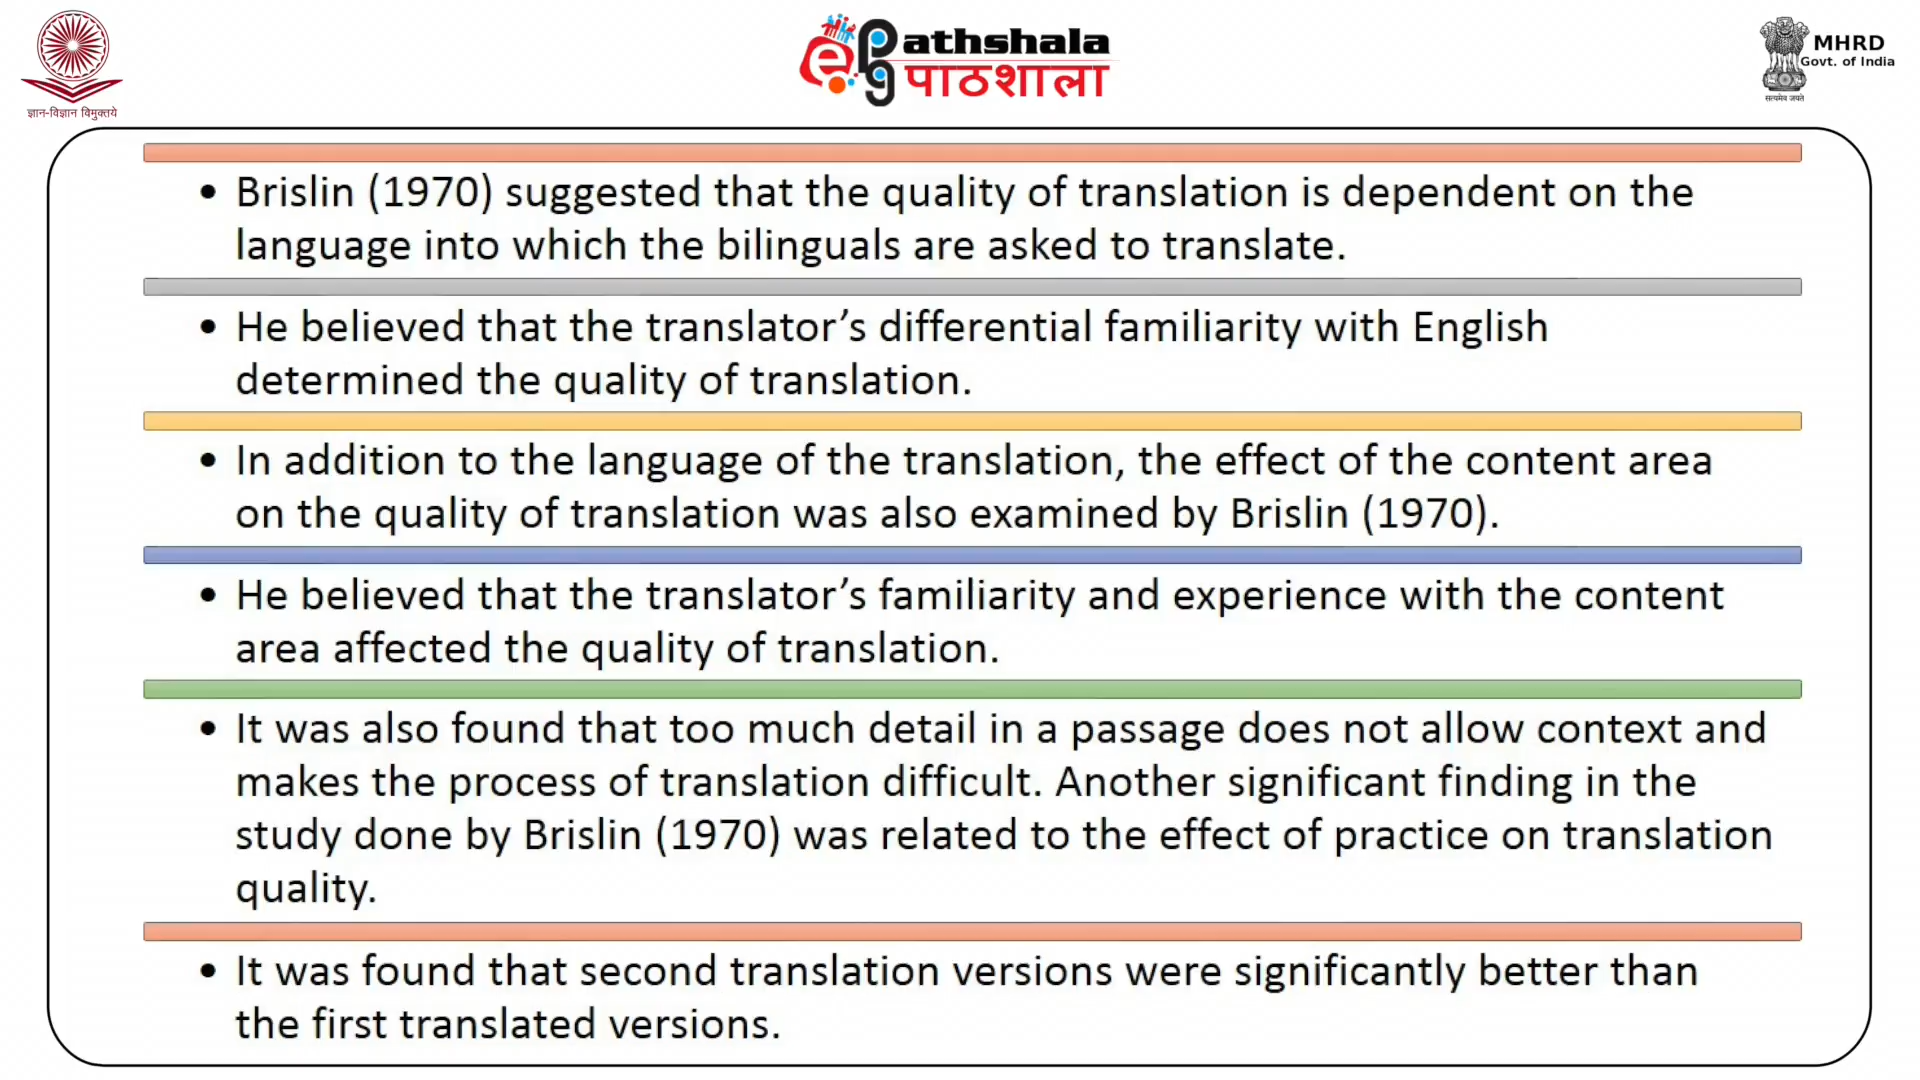 ज्ञान-विज्ञान विमुक्तये
ePG Pathshala
पाठशाला
MHRD
Govt. of India
सत्यमेव जयते
• Brislin (1970) suggested that the quality of translation is dependent on the
language into which the bilinguals are asked to translate.
• He believed that the translator’s differential familiarity with English
determined the quality of translation.
• In addition to the language of the translation, the effect of the content area
on the quality of translation was also examined by Brislin (1970).
• He believed that the translator’s familiarity and experience with the content
area affected the quality of translation.
• It was also found that too much detail in a passage does not allow context and
makes the process of translation difficult. Another significant finding in the
study done by Brislin (1970) was related to the effect of practice on translation
quality.
• It was found that second translation versions were significantly better than
the first translated versions.